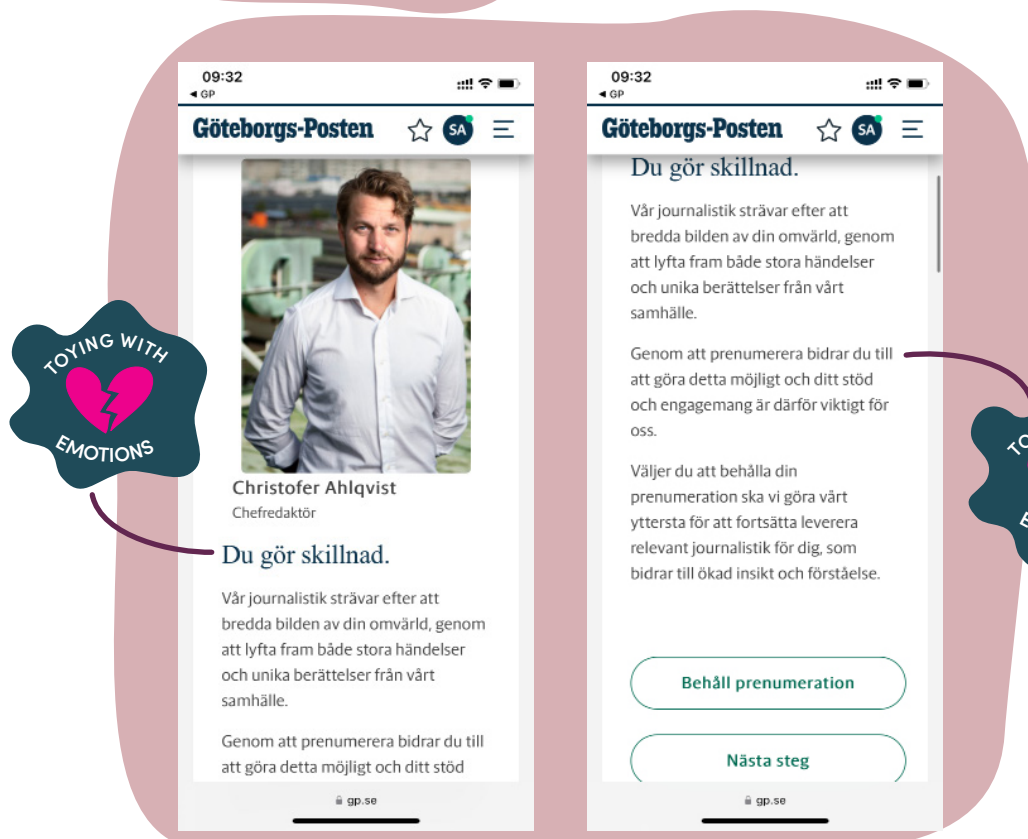 09:32
GP
Göteborgs-Posten
SA
Christofer Ahlqvist
Chefredaktör
Du gör skillnad.
Vår journalistik strävar efter att
bredda bilden av din omvärld, genom
att lyfta fram både stora händelser
och unika berättelser från vårt
samhälle.
Genom att prenumerera bidrar du till
att göra detta möjligt och ditt stöd
gp.se
TOYING WITH
EMOTIONS
09:32
GP
Göteborgs-Posten
SA
Du gör skillnad.
Vår journalistik strävar efter att
bredda bilden av din omvärld, genom
att lyfta fram både stora händelser
och unika berättelser från vårt
samhälle.
Genom att prenumerera bidrar du till
att göra detta möjligt och ditt stöd
och engagemang är därför viktigt för
oss.
Väljer du att behålla din
prenumeration ska vi göra vårt
yttersta för att fortsätta leverera
relevant journalistik för dig, som
bidrar till ökad insikt och förståelse.
Behåll prenumeration
Nästa steg
gp.se